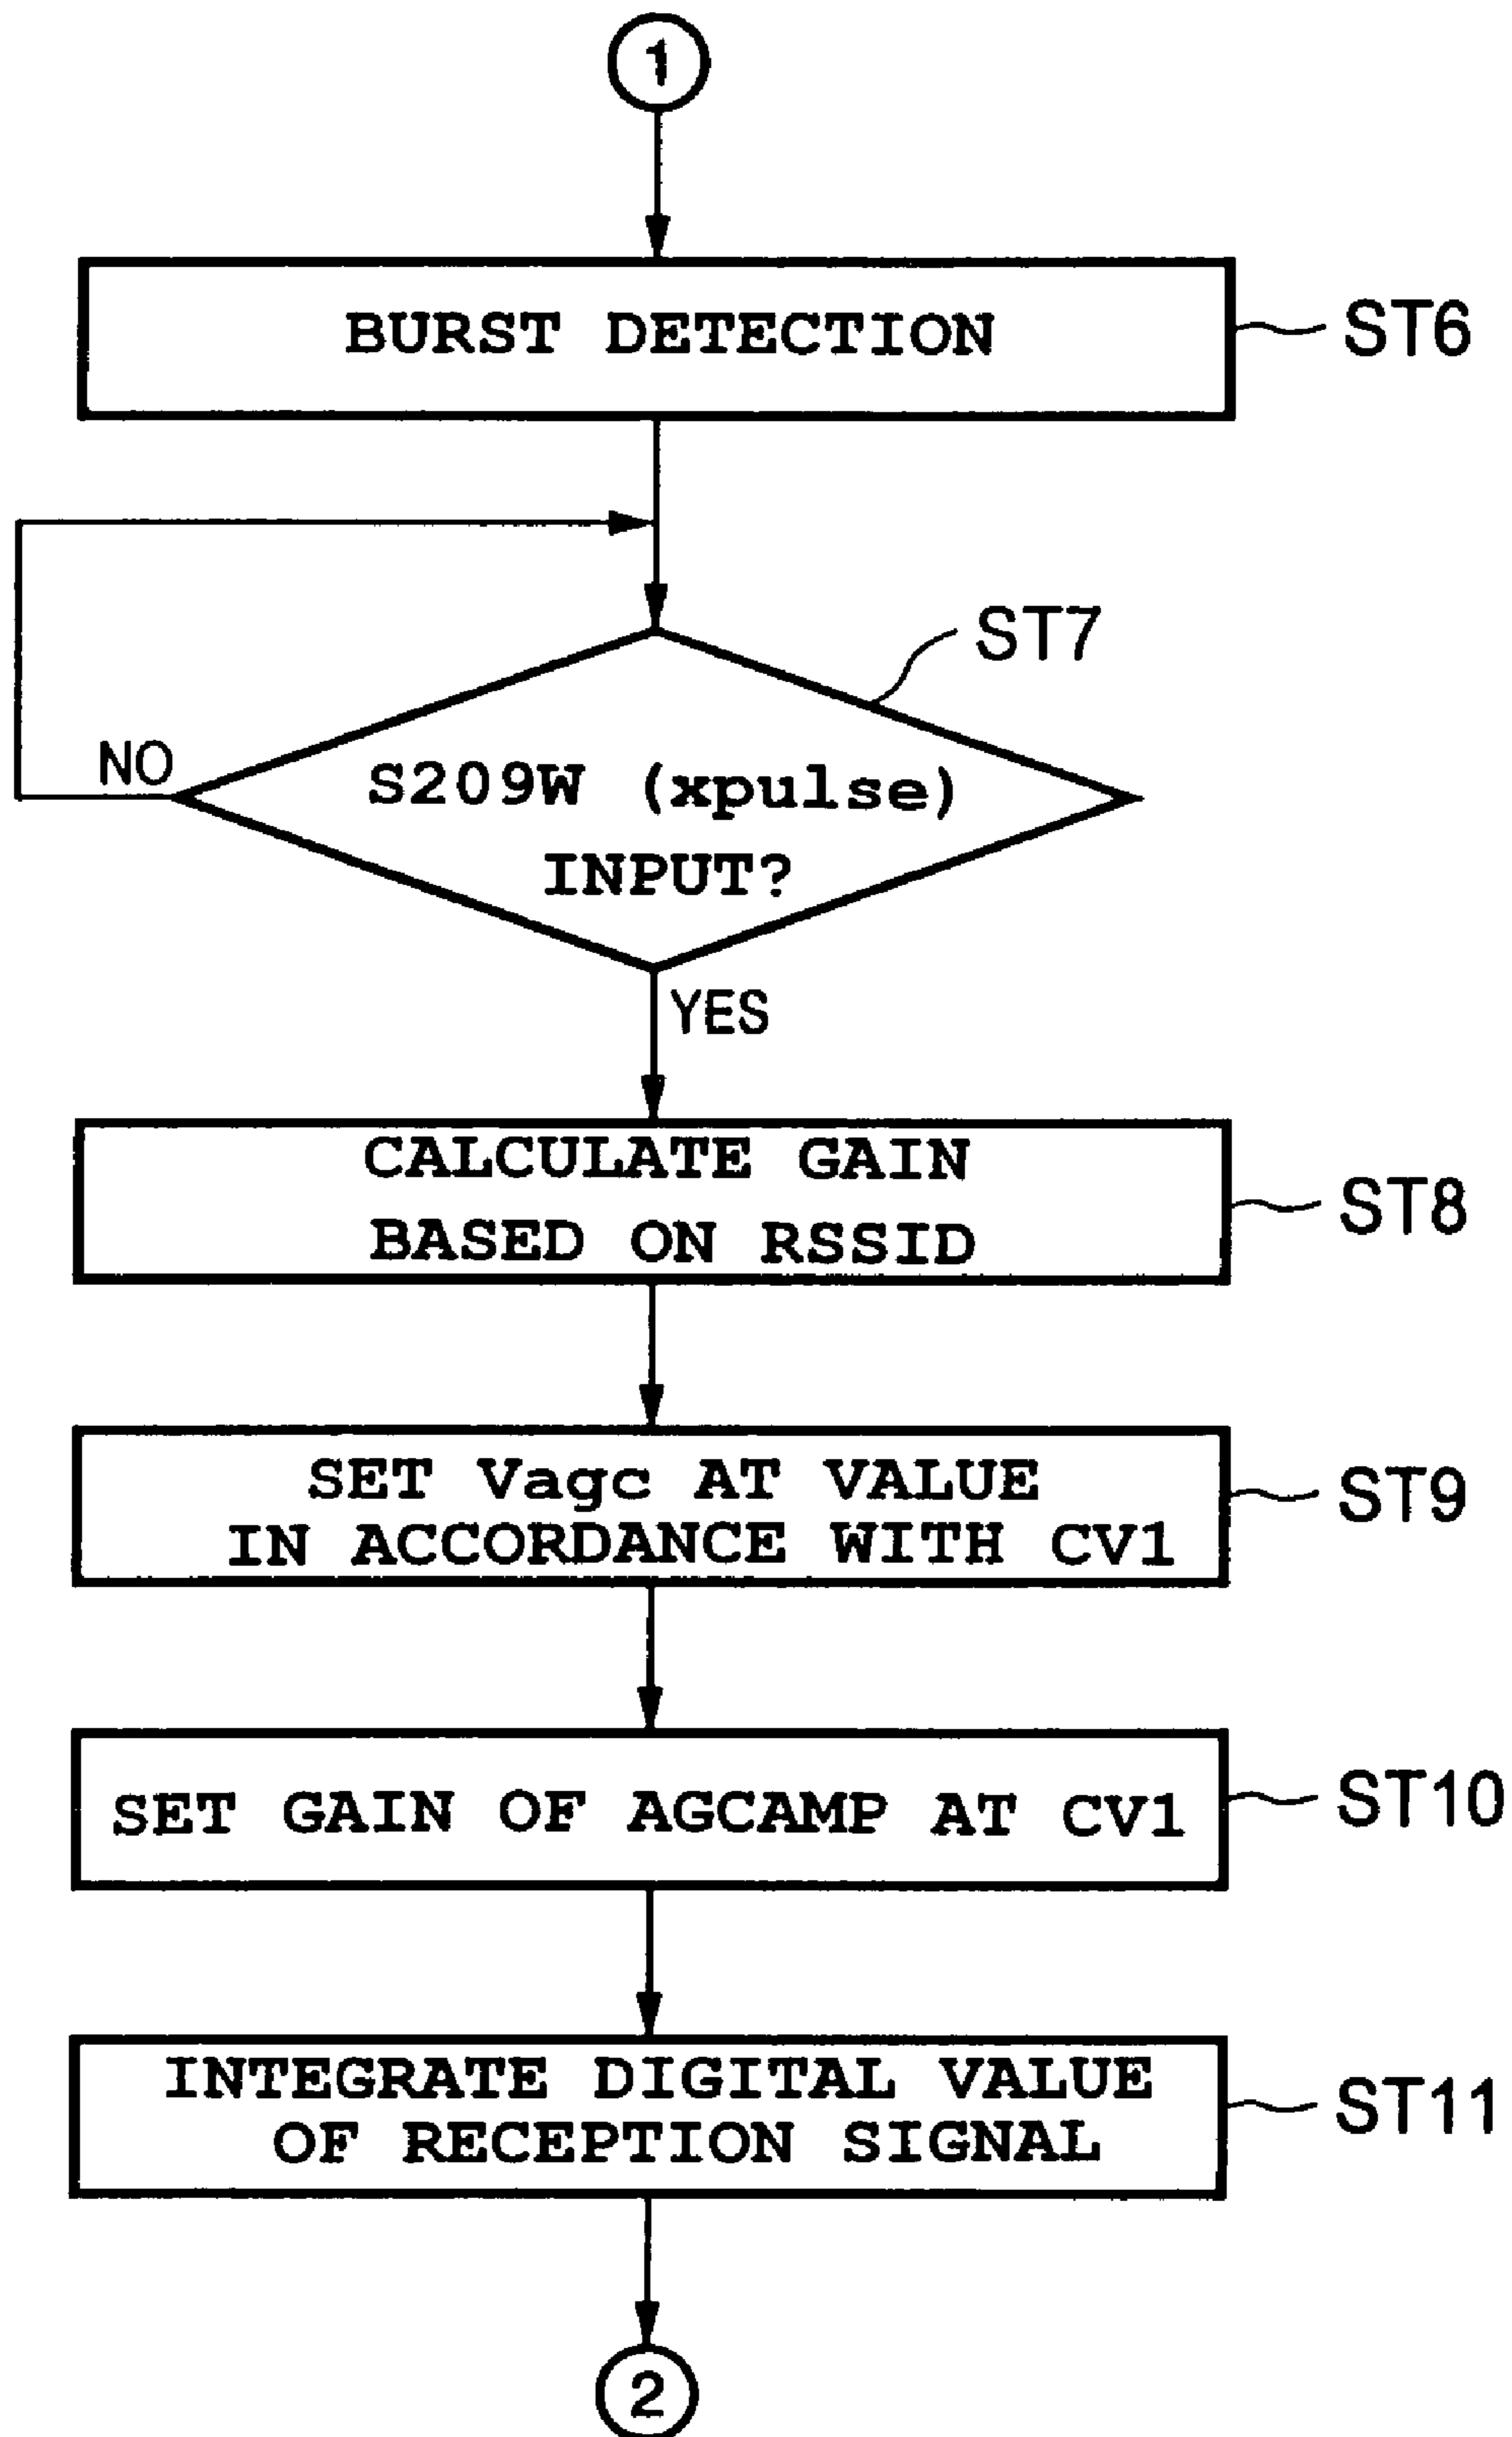 1
BURST DETECTION
ST6
ST7
NO
S209W (xpulse)
INPUT?
YES
CALCULATE GAIN
BASED ON RSSID
ST8
SET Vagc AT VALUE
IN ACCORDANCE WITH CV1
ST9
SET GAIN OF AGCAMP AT CV1
ST10
INTEGRATE DIGITAL VALUE
OF RECEPTION SIGNAL
ST11
2